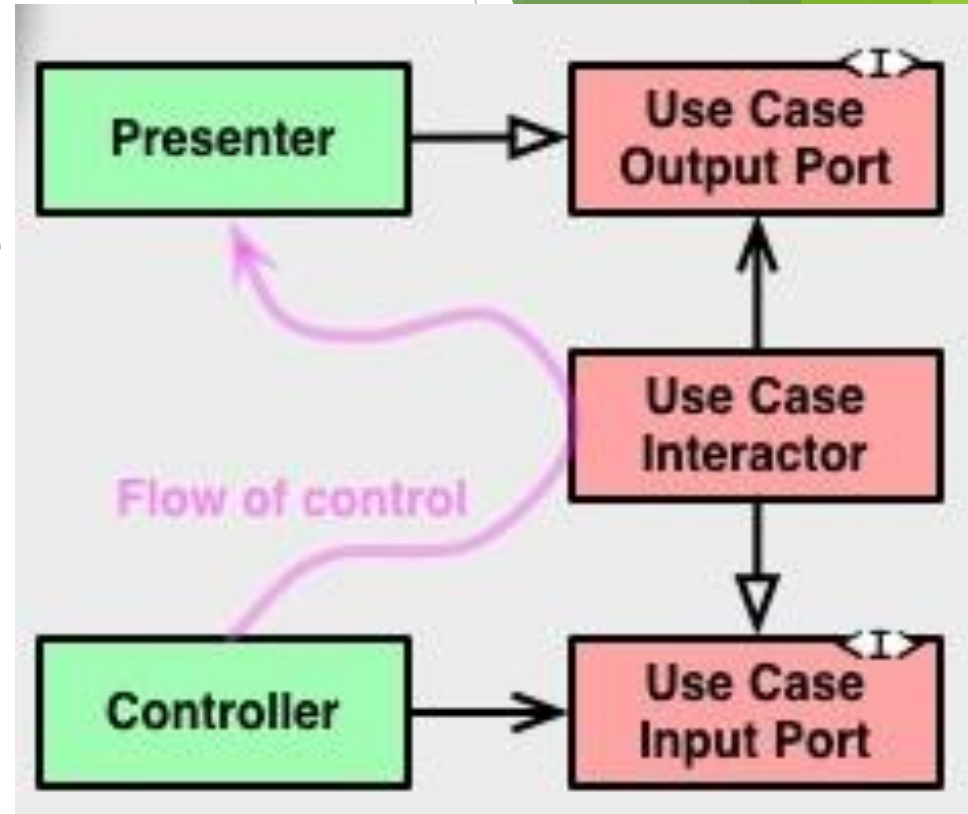 Presenter
<I>
Use Case
Output Port
Use Case
Interactor
Flow of control
Controller
<I>
Use Case
Input Port